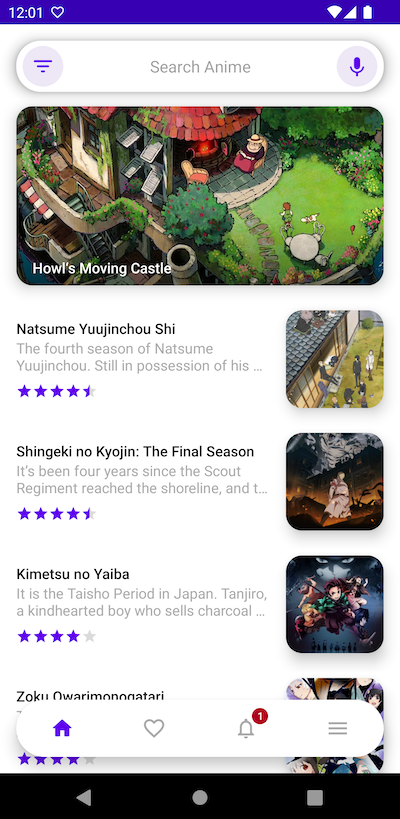 12:01
Search Anime
Howl's Moving Castle
Natsume Yuujinchou Shi
The fourth season of Natsume
Yuujinchou. Still in possession of his ...
Shingeki no Kyojin: The Final Season
It's been four years since the Scout
Regiment reached the shoreline, and t...
Kimetsu no Yaiba
It is the Taisho Period in Japan. Tanjiro,
a kindhearted boy who sells charcoal ...
Zoku Owarimonogatari
1